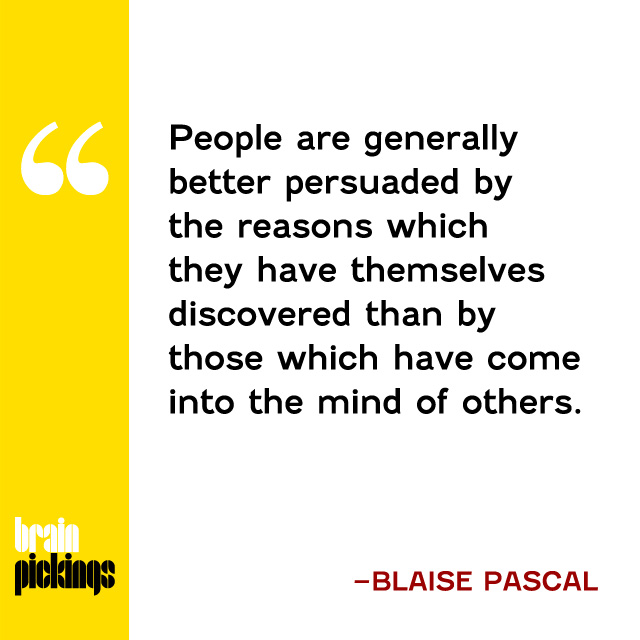 “
People are generally
better persuaded by
the reasons which
they have themselves
discovered than by
those which have come
into the mind of others.
brain
pickings
–BLAISE PASCAL